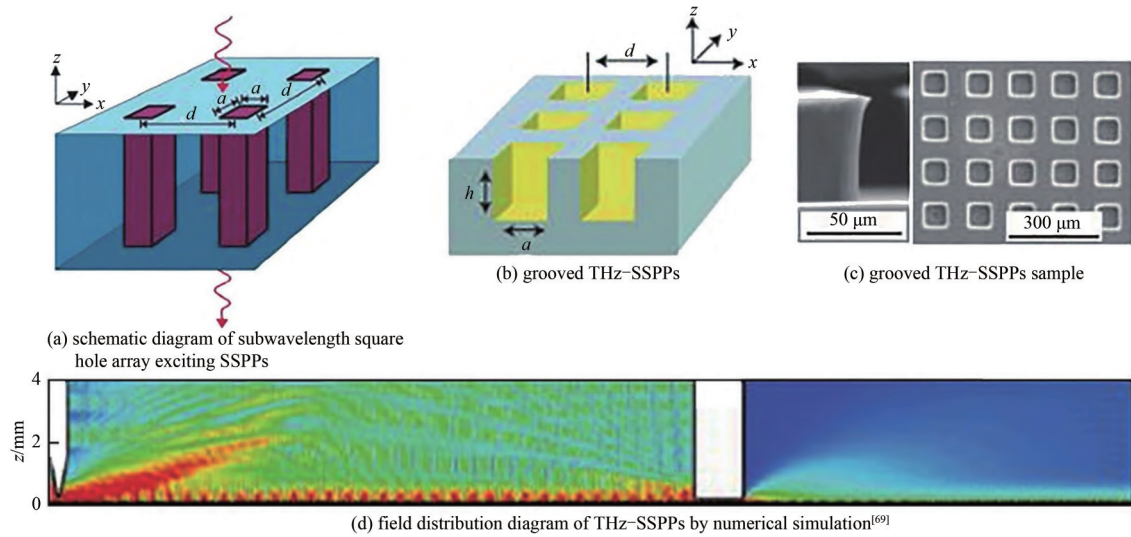 z
y
x
a
a
d
d
(a) schematic diagram of subwavelength square
hole array exciting SSPPs
z
y
x
d
h
a
(b) grooved THz−SSPPs
50 μm
300 μm
(c) grooved THz−SSPPs sample
4
2
0
z/mm
(d) field distribution diagram of THz−SSPPs by numerical simulation[69]